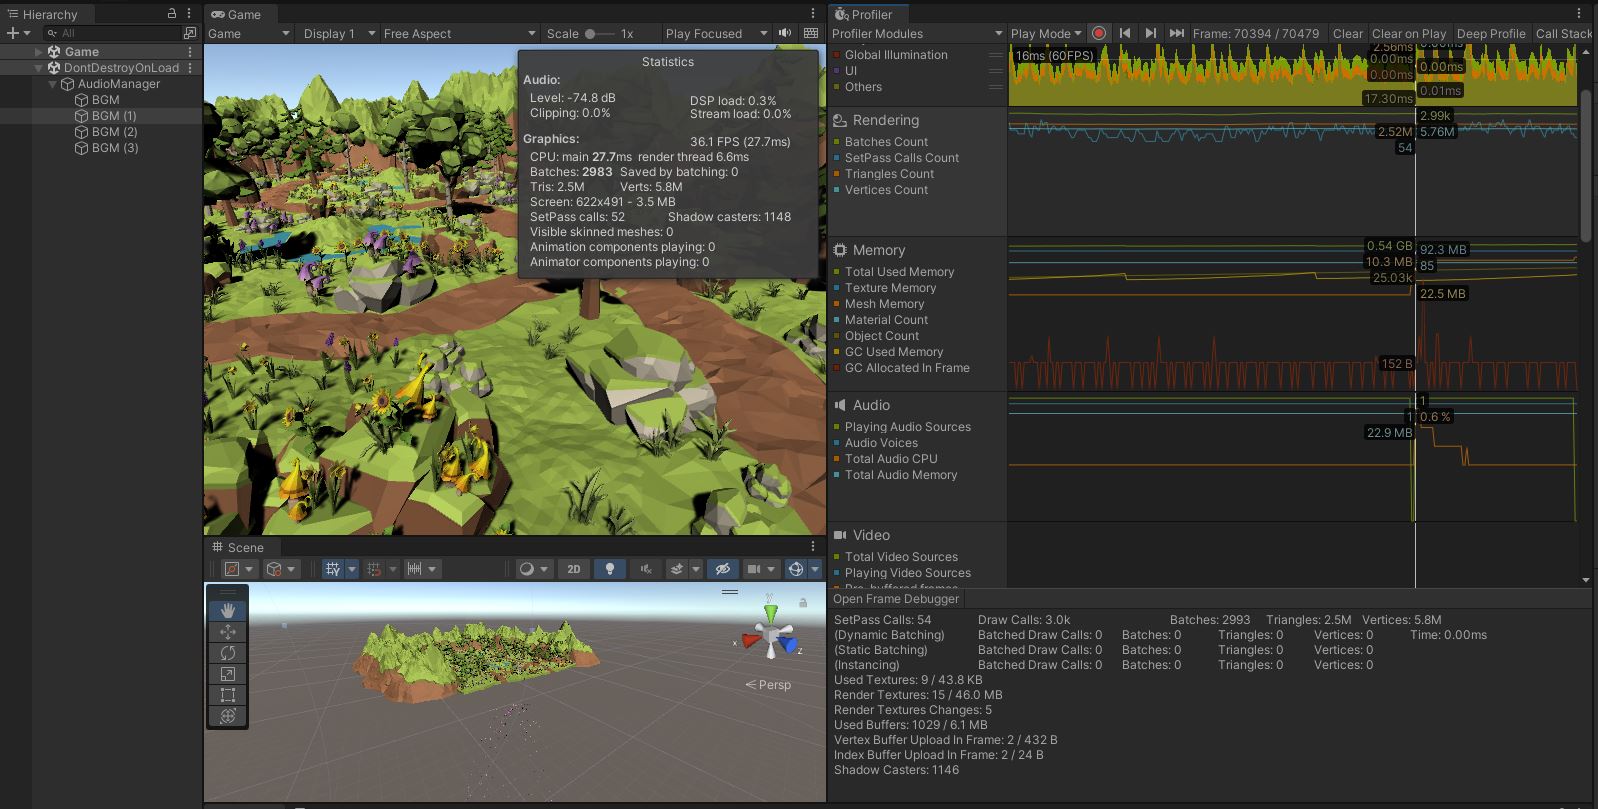 Hierarchy
All
Game
DontDestroyOnLoad
AudioManager
BGM
BGM (1)
BGM (2)
BGM (3)
Game
Game Display 1 Free Aspect Scale 1x Play Focused
Statistics
Audio:
Level: -74.8 dB DSP load: 0.3%
Clipping: 0.0% Stream load: 0.0%
Graphics: 36.1 FPS (27.7ms)
CPU: main 27.7ms render thread 6.6ms
Batches: 2983 Saved by batching: 0
Tris: 2.5M Verts: 5.8M
Screen: 622x491 - 3.5 MB
SetPass calls: 52 Shadow casters: 1148
Visible skinned meshes: 0
Animation components playing: 0
Animator components playing: 0
Scene
2D
y
x
z
Persp
Profiler
Profiler Modules Play Mode Frame: 70394 / 70479 Clear Clear on Play Deep Profile Call Stack
Global Illumination
UI
Others
16ms (60FPS)
2.56ms
0.00ms
0.00ms
0.00ms
0.00ms
0.01ms
17.30ms
Rendering
Batches Count
SetPass Calls Count
Triangles Count
Vertices Count
2.99k
2.52M 5.76M
54
Memory
Total Used Memory
Texture Memory
Mesh Memory
Material Count
Object Count
GC Used Memory
GC Allocated In Frame
0.54 GB 92.3 MB
10.3 MB 85
25.03k
22.5 MB
152 B
Audio
Playing Audio Sources
Audio Voices
Total Audio CPU
Total Audio Memory
1
1 0.6 %
22.9 MB
Video
Total Video Sources
Playing Video Sources
Pre-buffered frames
Open Frame Debugger
SetPass Calls: 54 Draw Calls: 3.0k Batches: 2993 Triangles: 2.5M Vertices: 5.8M
(Dynamic Batching) Batched Draw Calls: 0 Batches: 0 Triangles: 0 Vertices: 0 Time: 0.00ms
(Static Batching) Batched Draw Calls: 0 Batches: 0 Triangles: 0 Vertices: 0
(Instancing) Batched Draw Calls: 0 Batches: 0 Triangles: 0 Vertices: 0
Used Textures: 9 / 43.8 KB
Render Textures: 15 / 46.0 MB
Render Textures Changes: 5
Used Buffers: 1029 / 6.1 MB
Vertex Buffer Upload In Frame: 2 / 432 B
Index Buffer Upload In Frame: 2 / 24 B
Shadow Casters: 1146